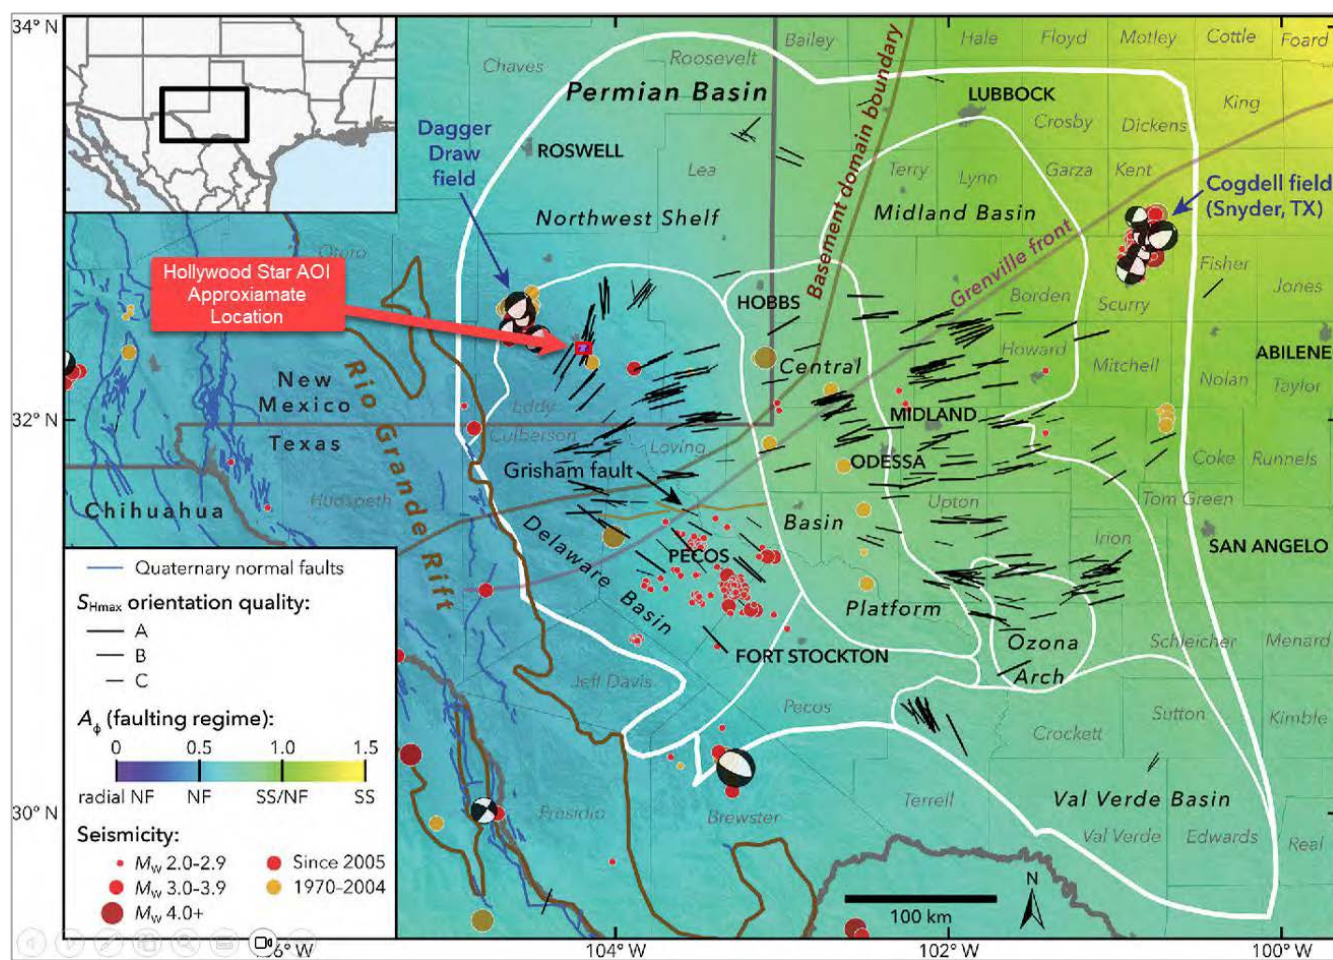 34° N
32° N
30° N
106° W
104° W
102° W
100° W
Permian Basin
Dagger
Draw
field
ROSWELL
Chaves
Roosevelt
Bailey
Hale
Floyd
Motley
Cottle
Foard
LUBBOCK
Crosby
Dickens
King
Lea
Terry
Lynn
Garza
Kent
Cogdell field
(Snyder, TX)
Northwest Shelf
Midland Basin
Basement domain boundary
Grenville front
Otero
Hollywood Star AOI
Approxiamate
Location
HOBBS
Borden
Scurry
Fisher
Jones
Howard
Mitchell
ABILENE
Nolan
Taylor
Central
Basin
Platform
New
Mexico
Texas
Rio Grande Rift
Eddy
Culberson
Loving
MIDLAND
ODESSA
Grisham fault
Coke
Runnels
Tom Green
Chihuahua
Hudspeth
Upton
Irion
SAN ANGELO
Delaware Basin
PECOS
FORT STOCKTON
Ozona
Arch
Schleicher
Menard
Jeff Davis
Pecos
Crockett
Sutton
Kimble
Presidio
Brewster
Terrell
Val Verde Basin
Val Verde
Edwards
Real
100 km
N
Quaternary normal faults
SHmax orientation quality:
A
B
C
Aϕ (faulting regime):
0 0.5 1.0 1.5
radial NF NF SS/NF SS
Seismicity:
Mw 2.0-2.9
Mw 3.0-3.9
Mw 4.0+
Since 2005
1970-2004